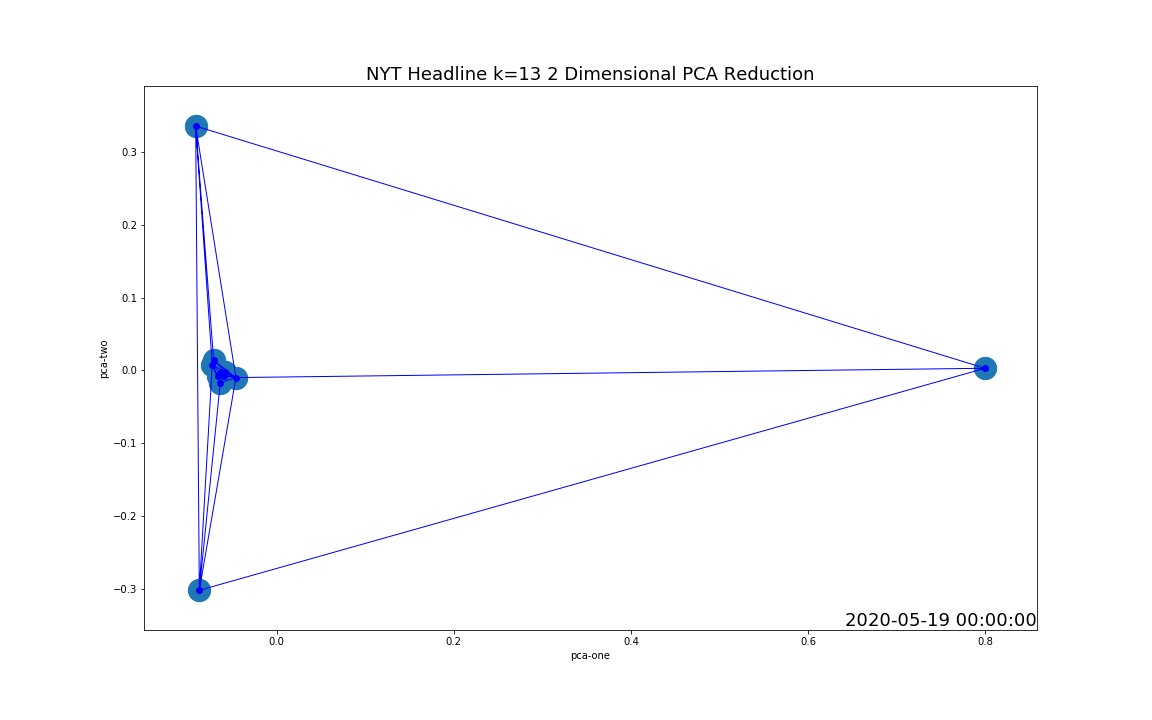 NYT Headline k=13 2 Dimensional PCA Reduction
0.3
0.2
0.1
0.0
−0.1
−0.2
−0.3
pca-two
2020-05-19 00:00:00
0.0 0.2 0.4 0.6 0.8
pca-one